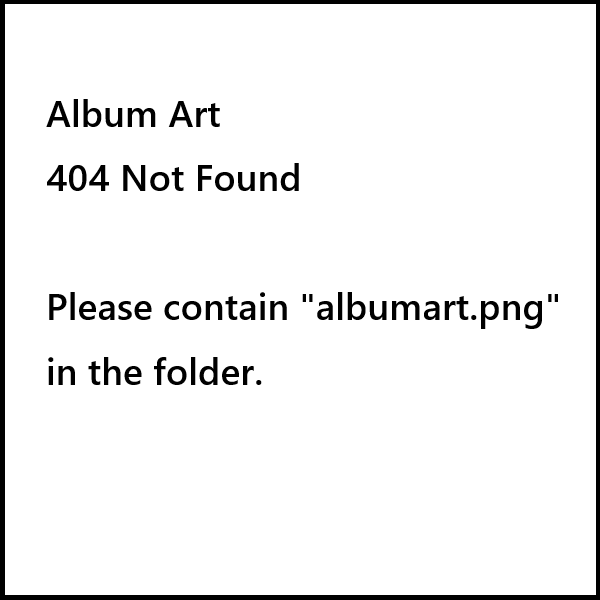 Album Art
404 Not Found
Please contain "albumart.png"
in the folder.